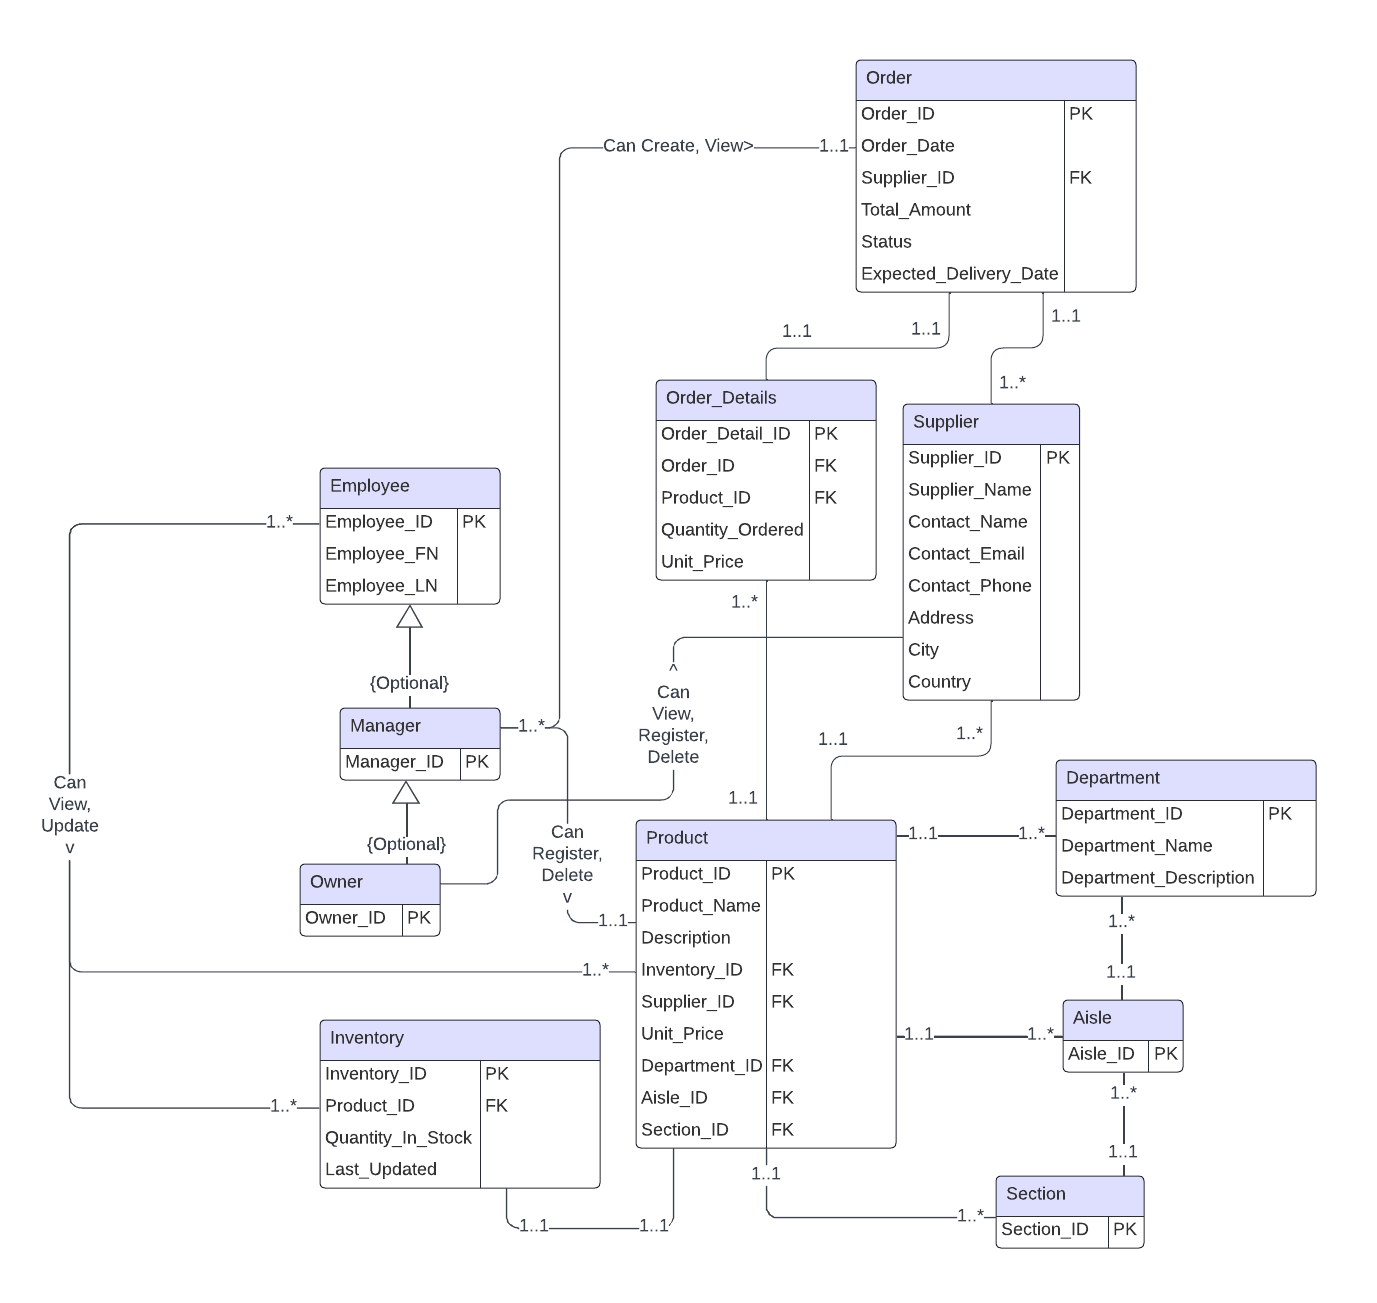 Order
Order_ID PK
Order_Date
Supplier_ID FK
Total_Amount
Status
Expected_Delivery_Date
Can Create, View>
1..1
1..1
1..1
1..1
1..*
Order_Details
Order_Detail_ID PK
Order_ID FK
Product_ID FK
Quantity_Ordered
Unit_Price
Supplier
Supplier_ID PK
Supplier_Name
Contact_Name
Contact_Email
Contact_Phone
Address
City
Country
Employee
Employee_ID PK
Employee_FN
Employee_LN
1..*
{Optional}
Manager
Manager_ID PK
1..*
{Optional}
Owner
Owner_ID PK
Can
View,
Update
v
^
Can
View,
Register,
Delete
Can
Register,
Delete
v
1..1
1..*
1..1
1..1
1..*
Product
Product_ID PK
Product_Name
Description
Inventory_ID FK
Supplier_ID FK
Unit_Price
Department_ID FK
Aisle_ID FK
Section_ID FK
1..*
Department
Department_ID PK
Department_Name
Department_Description
1..1
1..*
1..*
1..1
Aisle
Aisle_ID PK
1..1
1..*
1..*
1..1
Section
Section_ID PK
1..1
1..*
Inventory
Inventory_ID PK
Product_ID FK
Quantity_In_Stock
Last_Updated
1..*
1..1
1..1